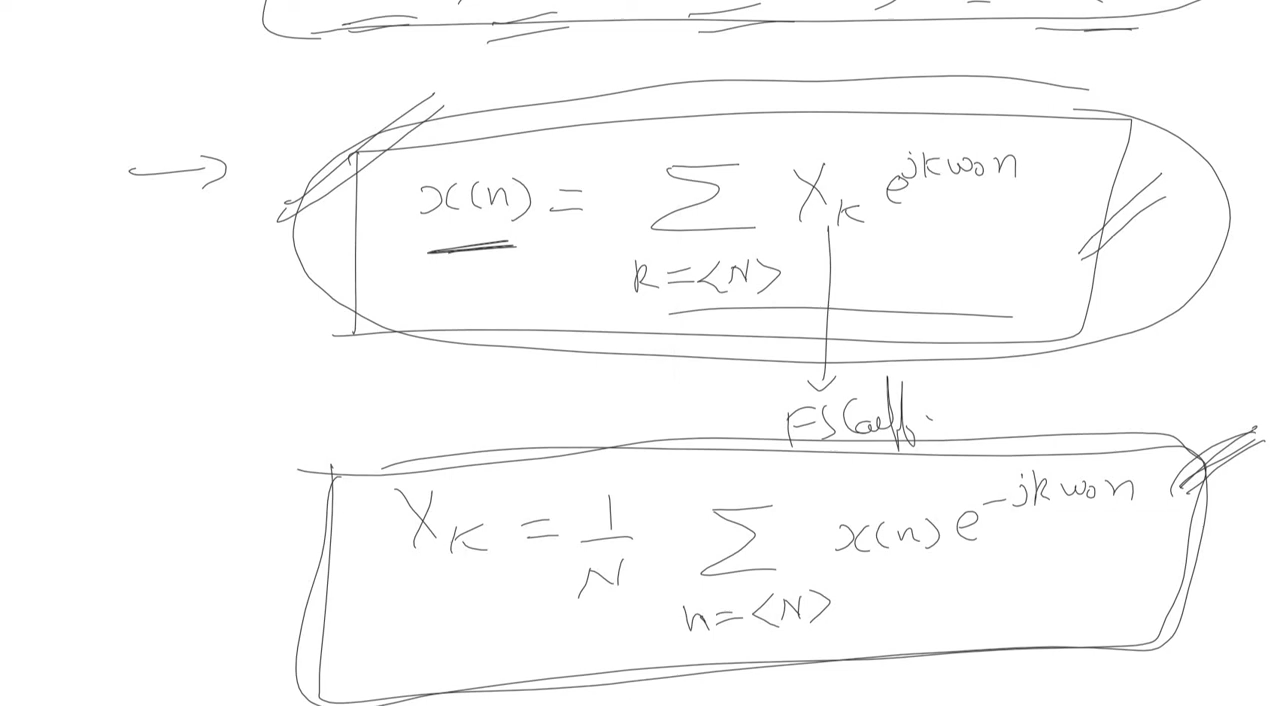 x(n) = ∑ X_K e^{jkω₀n}
k=⟨N⟩
FS Coeff.
X_K = 1/N ∑ x(n) e^{-jkω₀n}
n=⟨N⟩